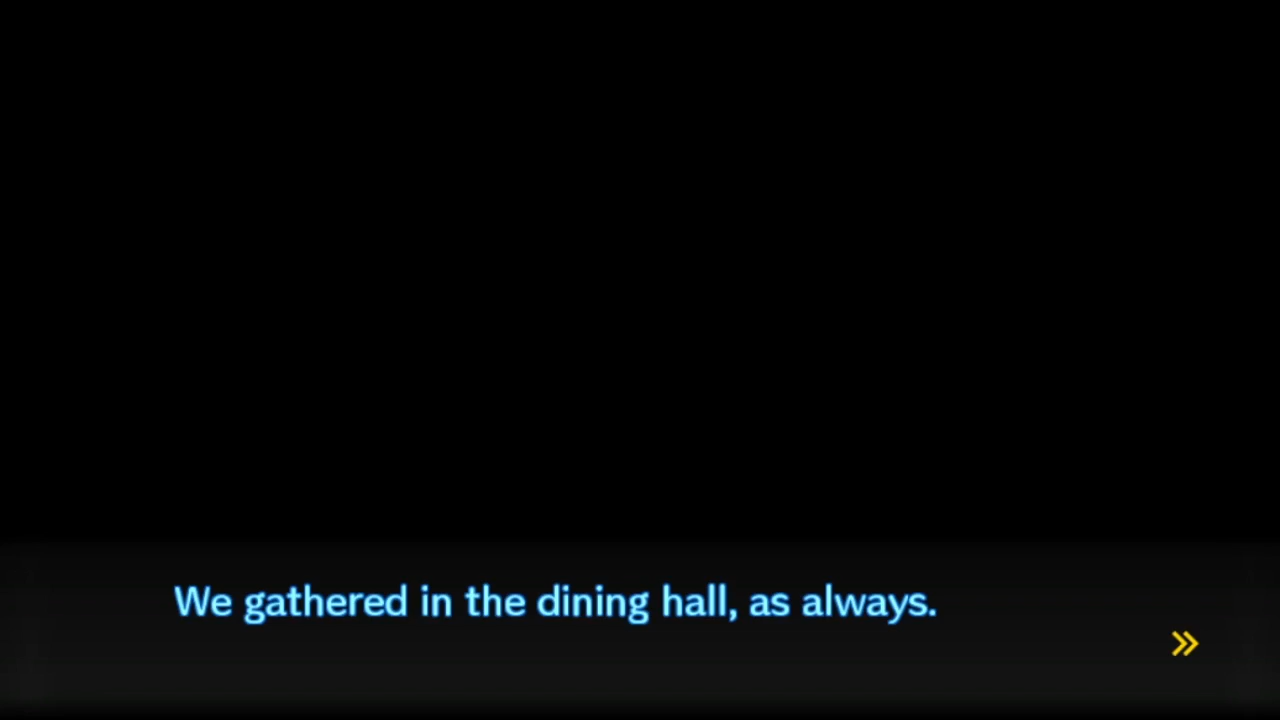 We gathered in the dining hall, as always.